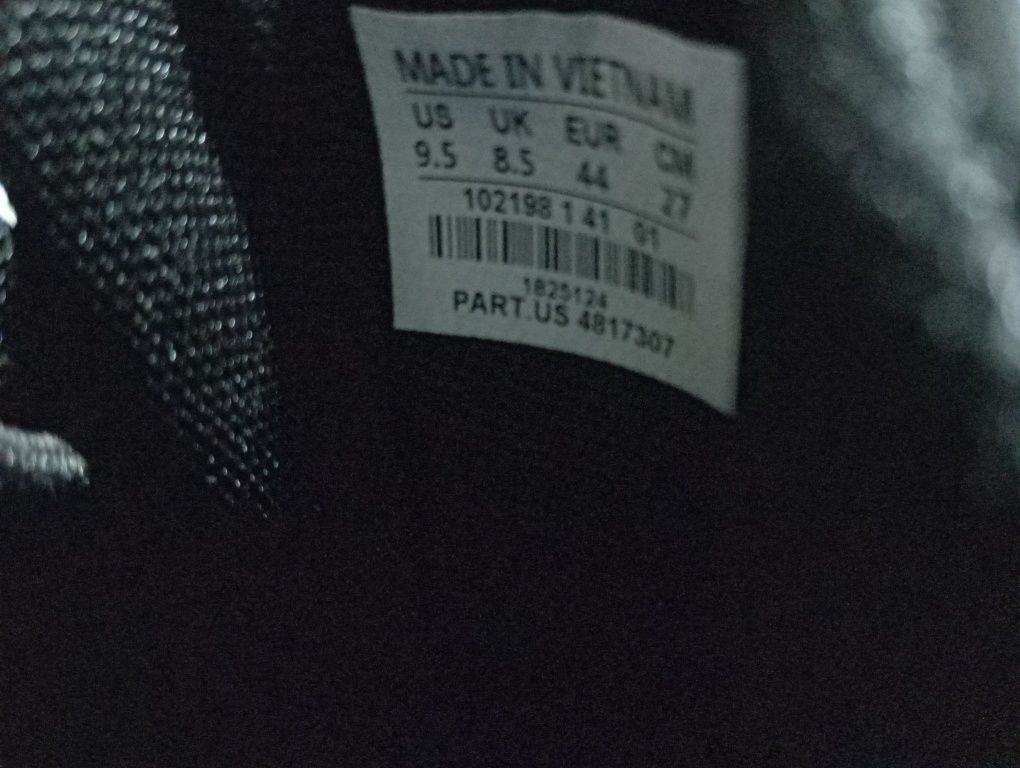 MADE IN VIETNAM
US UK EUR CM
9.5 8.5 44 27
102198 1 41 01
1825124
PART.US 4817307